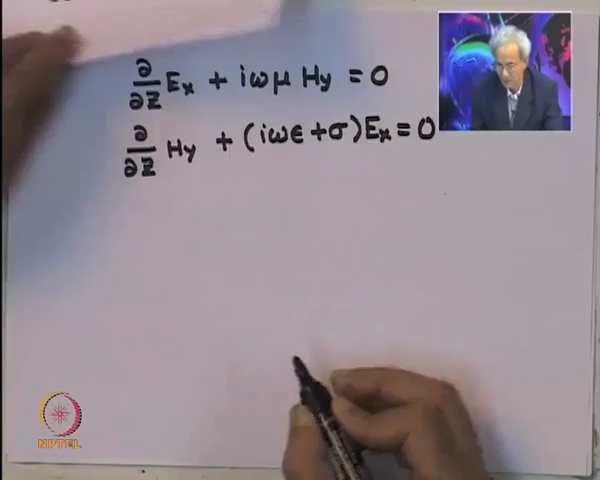 ∂/∂z Ex + iωμ Hy = 0
∂/∂z Hy + (iωϵ + σ) Ex = 0
NPTEL